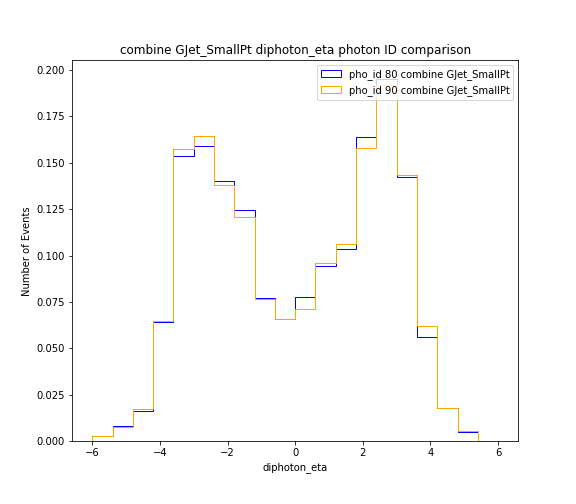 combine GJet_SmallPt diphoton_eta photon ID comparison
pho_id 80 combine GJet_SmallPt
pho_id 90 combine GJet_SmallPt
Number of Events
0.200
0.175
0.150
0.125
0.100
0.075
0.050
0.025
0.000
−6 −4 −2 0 2 4 6
diphoton_eta